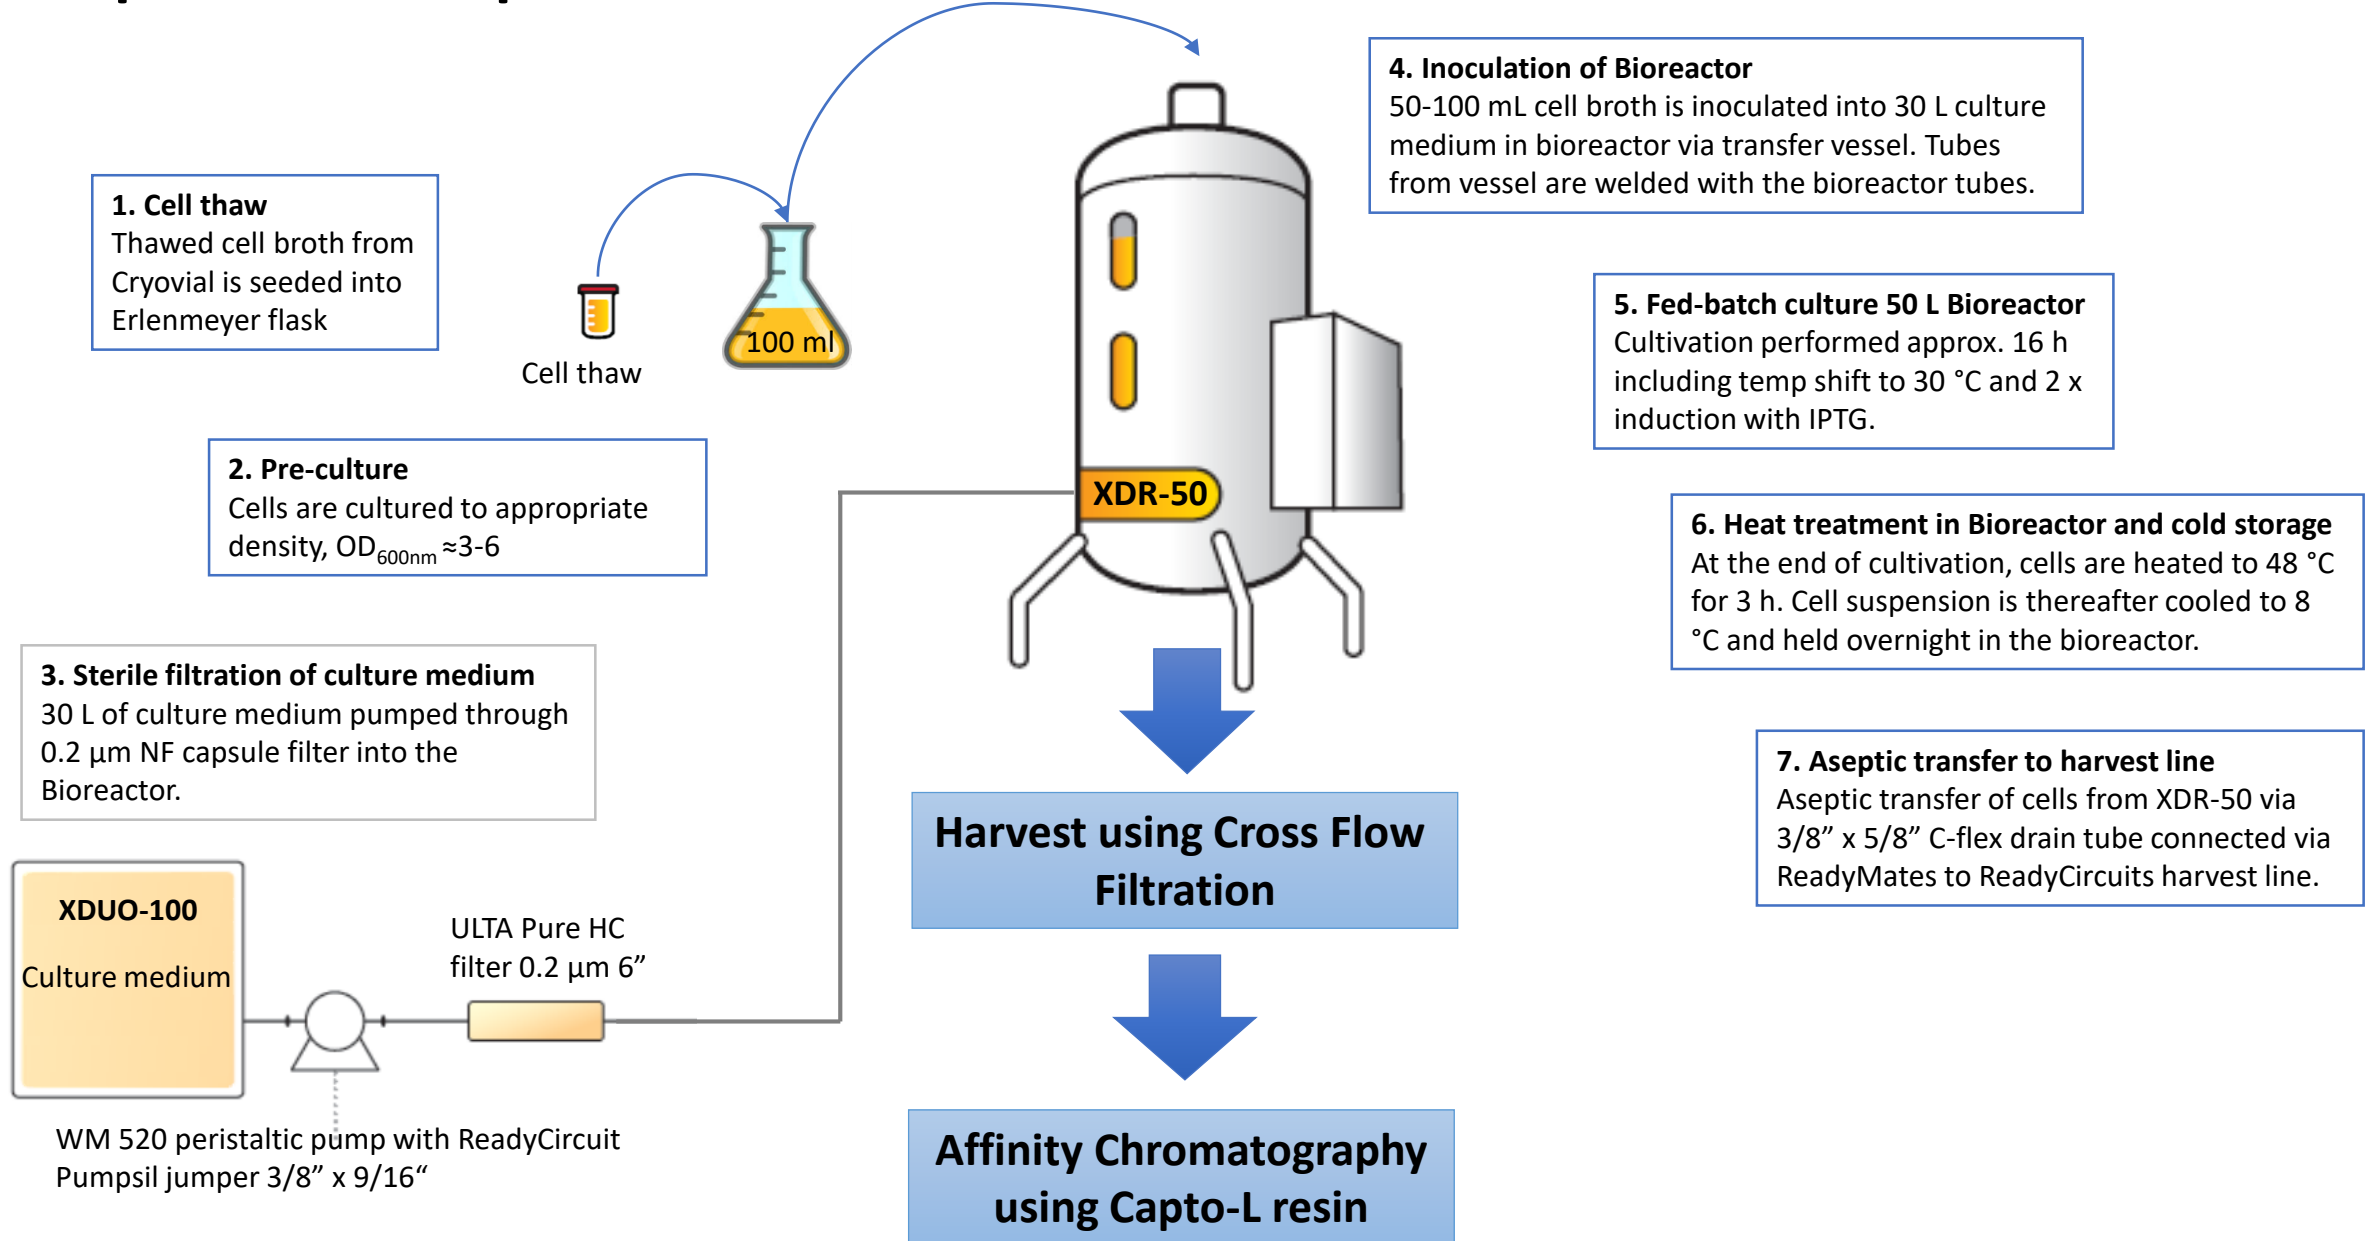 1. Cell thaw
Thawed cell broth from
Cryovial is seeded into
Erlenmeyer flask
Cell thaw
100 ml
2. Pre-culture
Cells are cultured to appropriate
density, OD600nm ≈3-6
3. Sterile filtration of culture medium
30 L of culture medium pumped through
0.2 µm NF capsule filter into the
Bioreactor.
XDUO-100
Culture medium
ULTA Pure HC
filter 0.2 µm 6”
WM 520 peristaltic pump with ReadyCircuit
Pumpsil jumper 3/8” x 9/16“
XDR-50
Harvest using Cross Flow
Filtration
Affinity Chromatography
using Capto-L resin
4. Inoculation of Bioreactor
50-100 mL cell broth is inoculated into 30 L culture
medium in bioreactor via transfer vessel. Tubes
from vessel are welded with the bioreactor tubes.
5. Fed-batch culture 50 L Bioreactor
Cultivation performed approx. 16 h
including temp shift to 30 °C and 2 x
induction with IPTG.
6. Heat treatment in Bioreactor and cold storage
At the end of cultivation, cells are heated to 48 °C
for 3 h. Cell suspension is thereafter cooled to 8
°C and held overnight in the bioreactor.
7. Aseptic transfer to harvest line
Aseptic transfer of cells from XDR-50 via
3/8” x 5/8” C-flex drain tube connected via
ReadyMates to ReadyCircuits harvest line.